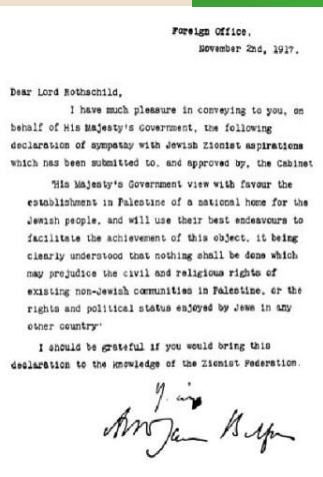 Foreign Office,
November 2nd, 1917.
Dear Lord Rothschild,
I have much pleasure in conveying to you, on
behalf of His Majesty's Government, the following
declaration of sympathy with Jewish Zionist aspirations
which has been submitted to, and approved by, the Cabinet
"His Majesty's Government view with favour the
establishment in Palestine of a national home for the
Jewish people, and will use their best endeavours to
facilitate the achievement of this object, it being
clearly understood that nothing shall be done which
may prejudice the civil and religious rights of
existing non-Jewish communities in Palestine, or the
rights and political status enjoyed by Jews in any
other country"
I should be grateful if you would bring this
declaration to the knowledge of the Zionist Federation.